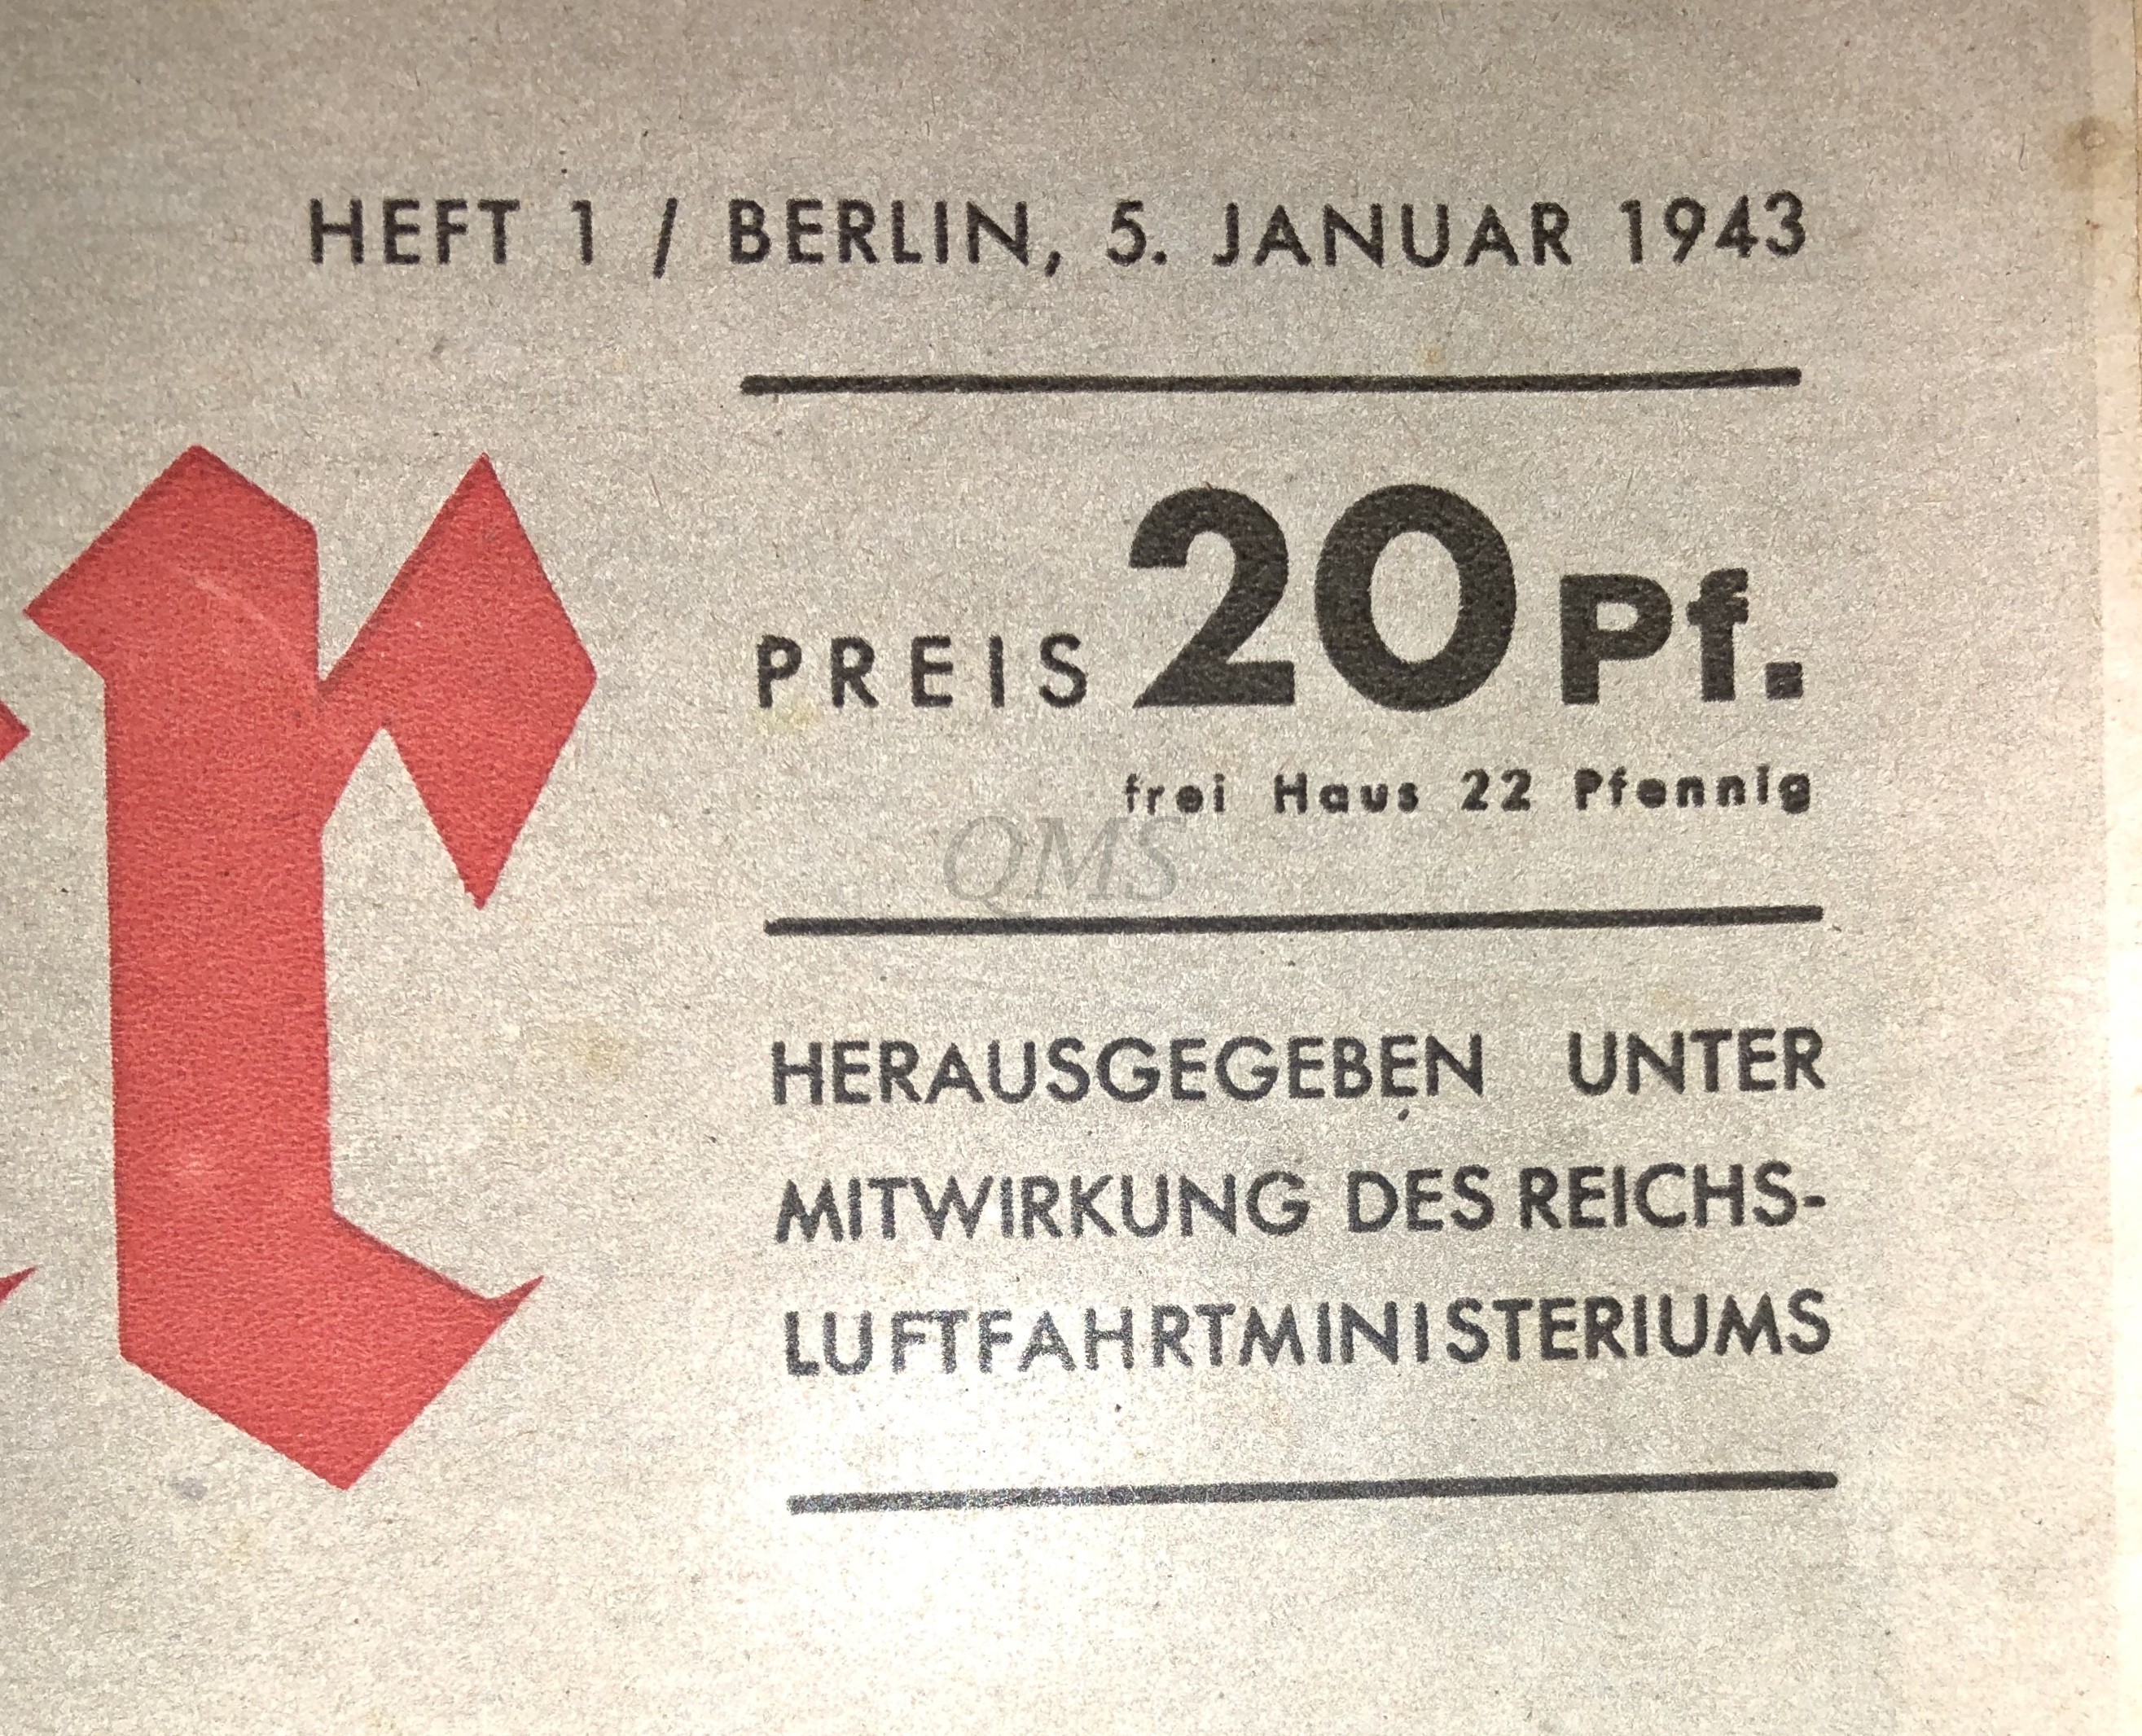 HEFT 1 / BERLIN, 5. JANUAR 1943
r
PREIS 20 Pf.
frei Haus 22 Pfennig
QMS
HERAUSGEGEBEN UNTER
MITWIRKUNG DES REICHS-
LUFTFAHRTMINISTERIUMS